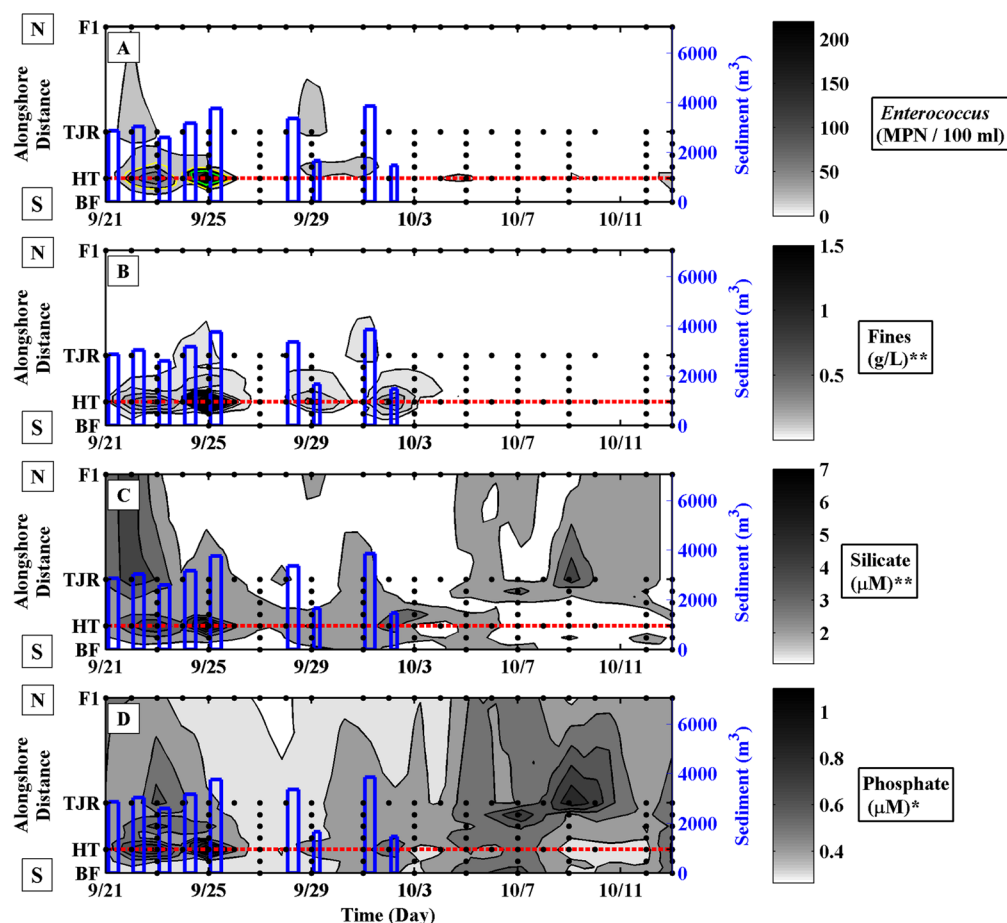 N
F1
A
Alongshore
Distance
TJR
HT
S
BF
9/21
9/25
9/29
10/3
10/7
10/11
6000
4000
2000
0
Sediment (m³)
200
150
100
50
0
Enterococcus
(MPN / 100 ml)
N
F1
B
Alongshore
Distance
TJR
HT
S
BF
9/21
9/25
9/29
10/3
10/7
10/11
6000
4000
2000
0
Sediment (m³)
1.5
1
0.5
Fines
(g/L)**
N
F1
C
Alongshore
Distance
TJR
HT
S
BF
9/21
9/25
9/29
10/3
10/7
10/11
6000
4000
2000
0
Sediment (m³)
7
6
5
4
3
2
Silicate
(μM)**
N
F1
D
Alongshore
Distance
TJR
HT
S
BF
9/21
9/25
9/29
10/3
10/7
10/11
6000
4000
2000
0
Sediment (m³)
1
0.8
0.6
0.4
Phosphate
(μM)*
Time (Day)